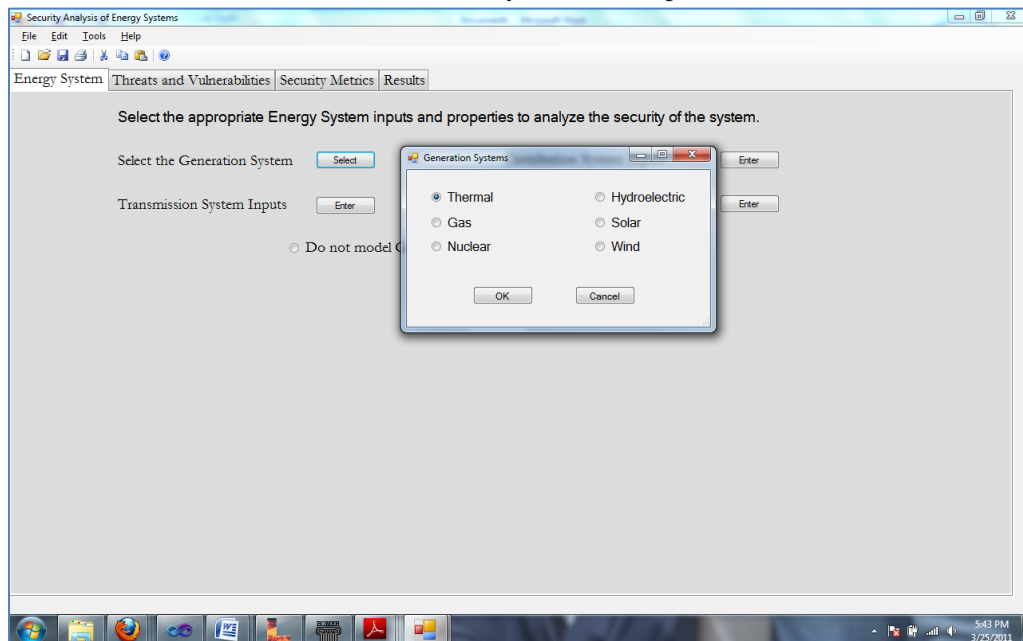 Security Analysis of Energy Systems
File Edit Tools Help
Energy System Threats and Vulnerabilities Security Metrics Results
Select the appropriate Energy System inputs and properties to analyze the security of the system.
Select the Generation System Select Enter
Transmission System Inputs Enter Enter
Do not model
Generation Systems
Thermal Hydroelectric
Gas Solar
Nuclear Wind
OK Cancel
HOMER
5:43 PM
3/25/2011